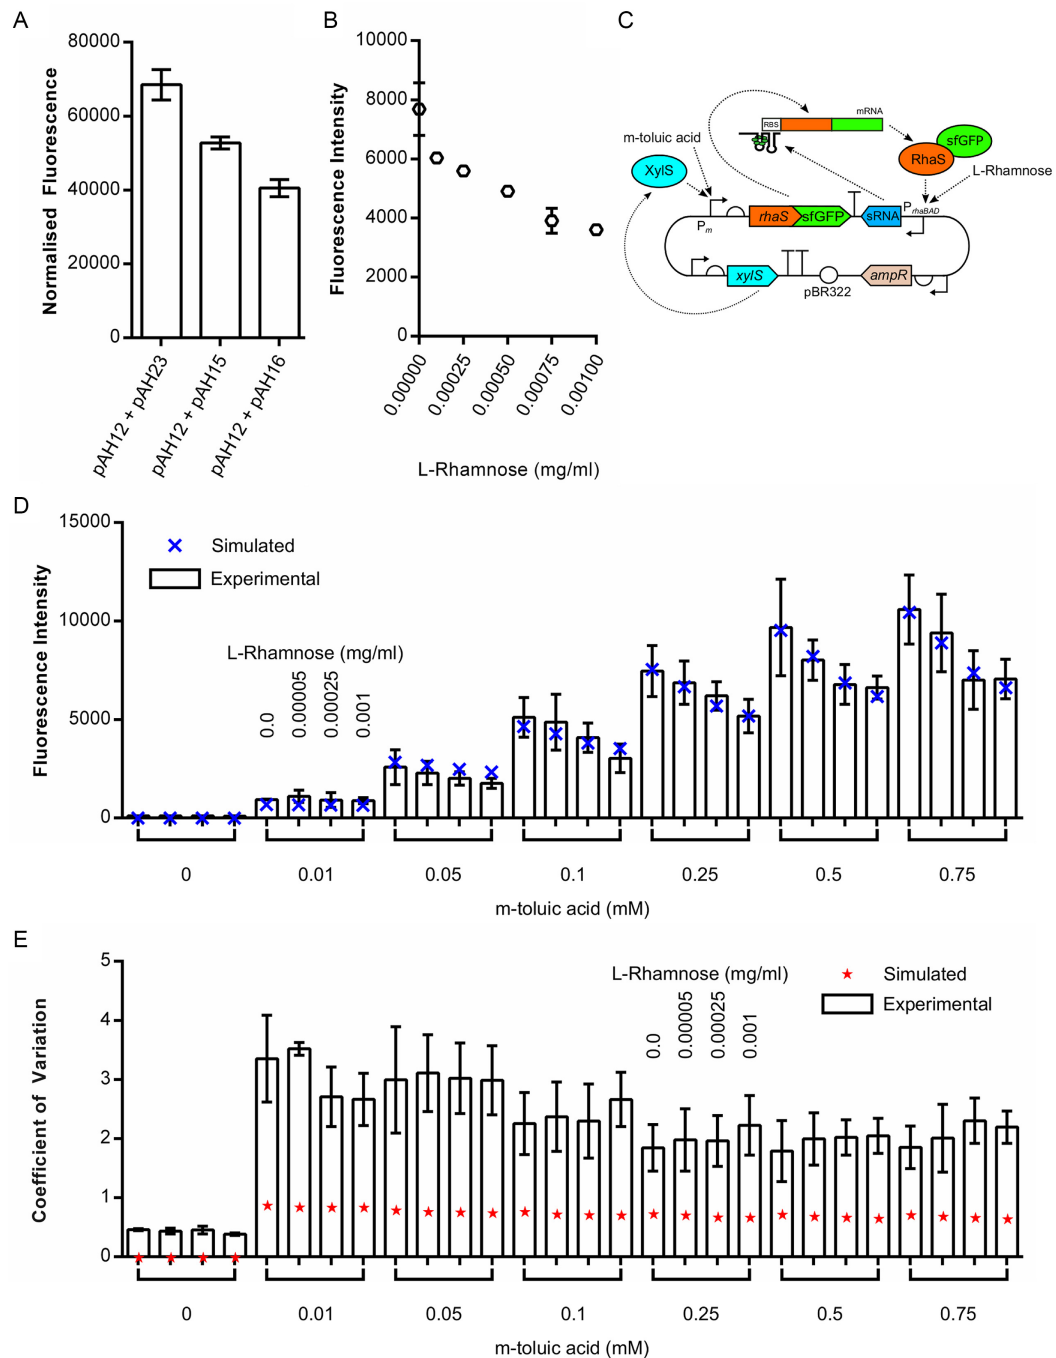 A
Normalised Fluorescence
80000
60000
40000
20000
0
pAH12 + pAH23
pAH12 + pAH15
pAH12 + pAH16
B
Fluorescence Intensity
10000
8000
6000
4000
2000
0
0.00000
0.00025
0.00050
0.00075
0.00100
L-Rhamnose (mg/ml)
C
mRNA
RBS
m-toluic acid
sfGFP
RhaS
XylS
L-Rhamnose
Pm
rhaS
sfGFP
sRNA
PrhaBAD
xylS
ampR
pBR322
D
Fluorescence Intensity
15000
10000
5000
0
Simulated
Experimental
L-Rhamnose (mg/ml)
0.0
0.00005
0.00025
0.001
0
0.01
0.05
0.1
0.25
0.5
0.75
m-toluic acid (mM)
E
Coefficient of Variation
5
4
3
2
1
0
L-Rhamnose (mg/ml)
0.0
0.00005
0.00025
0.001
Simulated
Experimental
0
0.01
0.05
0.1
0.25
0.5
0.75
m-toluic acid (mM)